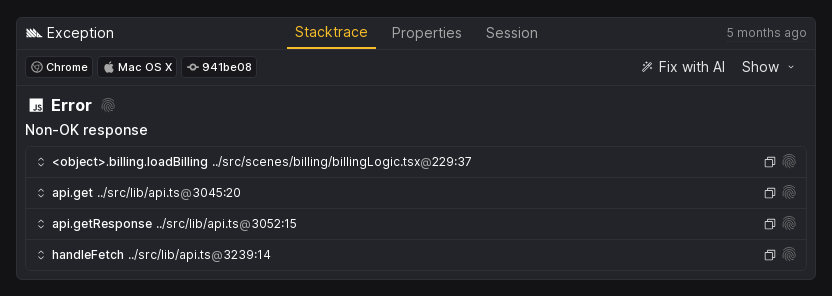 Exception Stacktrace Properties Session 5 months ago
Chrome Mac OS X 941be08 Fix with AI Show
JS Error
Non-OK response
<object>.billing.loadBilling ../src/scenes/billing/billingLogic.tsx@229:37
api.get ../src/lib/api.ts@3045:20
api.getResponse ../src/lib/api.ts@3052:15
handleFetch ../src/lib/api.ts@3239:14